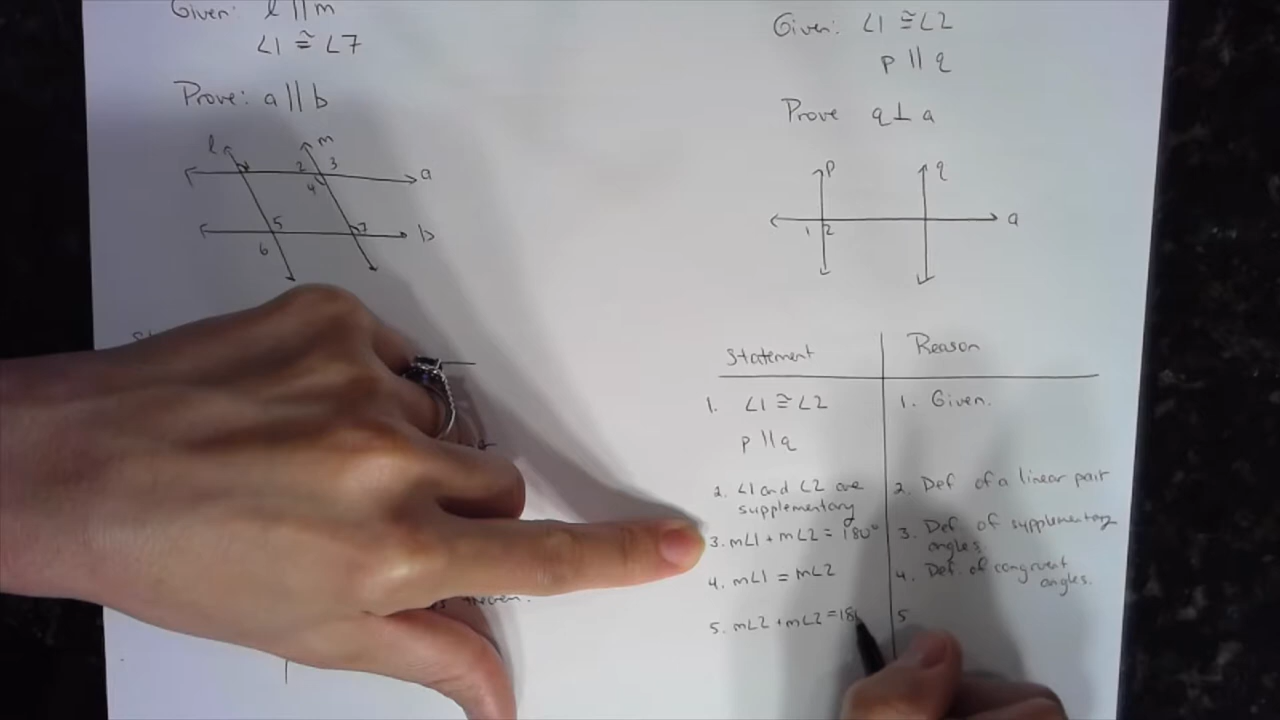 Given: l || m
∠1 ≅ ∠7
Prove: a || b
l
m
2 3
a
4
5
7
b
6
Given: ∠1 ≅ ∠2
p || q
Prove q ⊥ a
p
q
a
1 2
Statement Reason
1. ∠1 ≅ ∠2 1. Given.
p || q
2. ∠1 and ∠2 are 2. Def of a linear pair
supplementary
3. m∠1 + m∠2 = 180° 3. Def. of supplementary
angles.
4. m∠1 = m∠2 4. Def. of congruent
angles.
5. m∠2 + m∠2 = 18 5